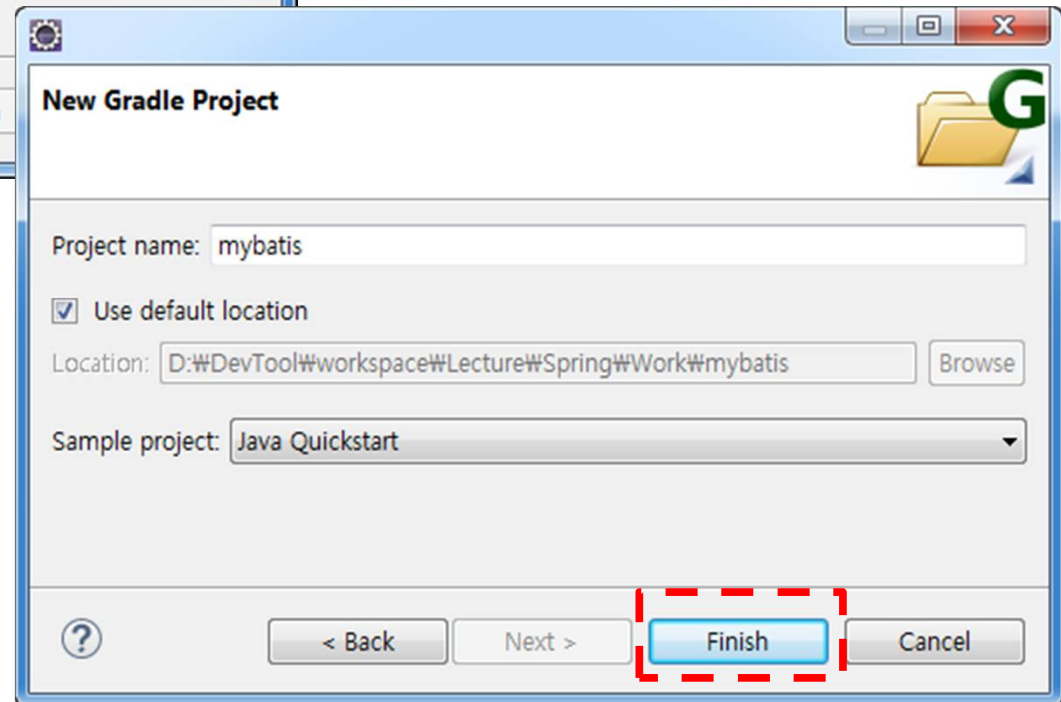 New Gradle Project
G
Project name: mybatis
Use default location
Location: D:₩DevTool₩workspace₩Lecture₩Spring₩Work₩mybatis Browse
Sample project: Java Quickstart
? < Back Next > Finish Cancel